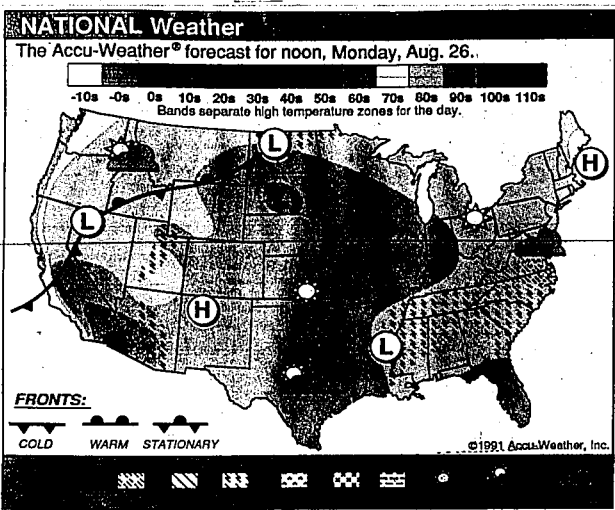 NATIONAL Weather
The Accu-Weather® forecast for noon, Monday, Aug. 26.
-10s -0s 0s 10s 20s 30s 40s 50s 60s 70s 80s 90s 100s 110s
Bands separate high temperature zones for the day.
L
H
L
H
L
FRONTS:
COLD WARM STATIONARY
©1991 Accu-Weather, Inc.